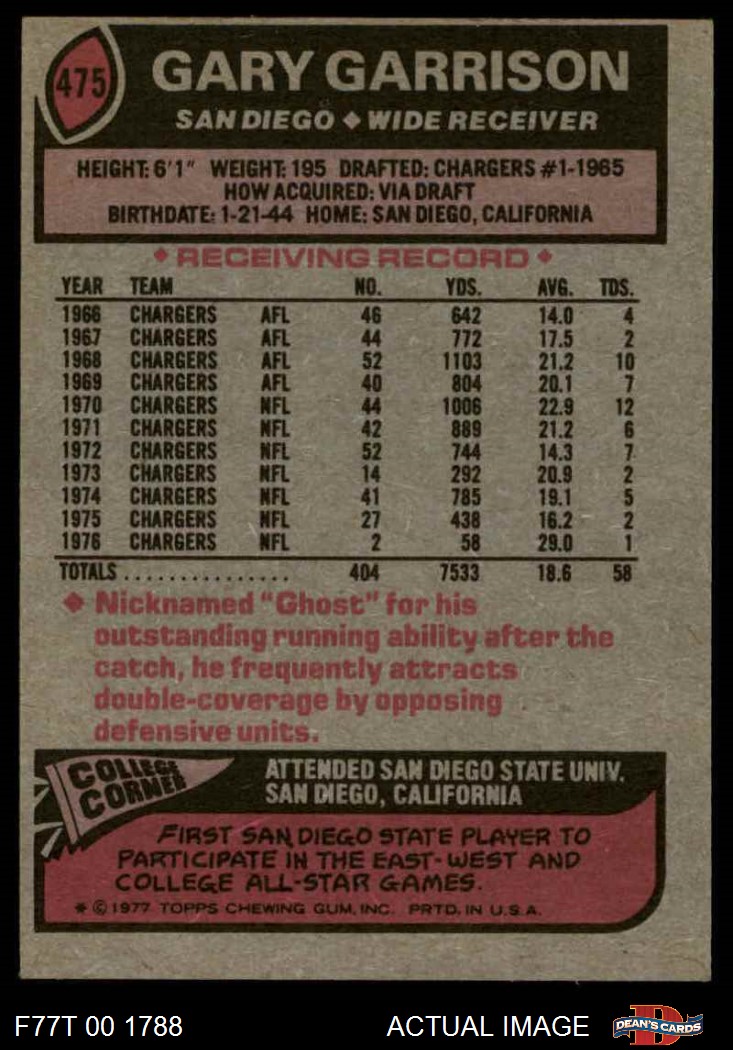 475
GARY GARRISON
SAN DIEGO ◆ WIDE RECEIVER
HEIGHT: 6'1" WEIGHT: 195 DRAFTED: CHARGERS #1-1965
HOW ACQUIRED: VIA DRAFT
BIRTHDATE: 1-21-44 HOME: SAN DIEGO, CALIFORNIA
◆ RECEIVING RECORD ◆
YEAR TEAM NO. YDS. AVG. TDS.
1966 CHARGERS AFL 46 642 14.0 4
1967 CHARGERS AFL 44 772 17.5 2
1968 CHARGERS AFL 52 1103 21.2 10
1969 CHARGERS AFL 40 804 20.1 7
1970 CHARGERS NFL 44 1006 22.9 12
1971 CHARGERS NFL 42 889 21.2 6
1972 CHARGERS NFL 52 744 14.3 7
1973 CHARGERS NFL 14 292 20.9 2
1974 CHARGERS NFL 41 785 19.1 5
1975 CHARGERS NFL 27 438 16.2 2
1976 CHARGERS NFL 2 58 29.0 1
TOTALS ................ 404 7533 18.6 58
◆ Nicknamed "Ghost" for his
outstanding running ability after the
catch, he frequently attracts
double-coverage by opposing
defensive units.
COLLEGE
CORNER
ATTENDED SAN DIEGO STATE UNIV.
SAN DIEGO, CALIFORNIA
FIRST SAN DIEGO STATE PLAYER TO
PARTICIPATE IN THE EAST-WEST AND
COLLEGE ALL-STAR GAMES.
* © 1977 TOPPS CHEWING GUM, INC. PRTD. IN U.S.A.
F77T 00 1788 ACTUAL IMAGE
D
DEAN'S CARDS